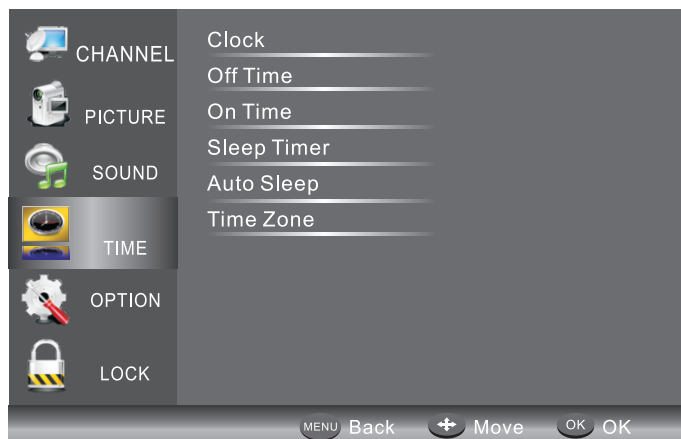 CHANNEL
PICTURE
SOUND
TIME
OPTION
LOCK
Clock
Off Time
On Time
Sleep Timer
Auto Sleep
Time Zone
MENU Back Move OK OK